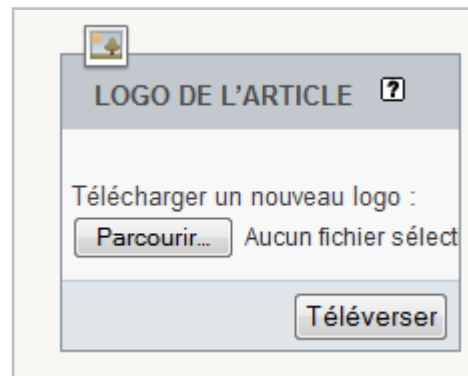 LOGO DE L'ARTICLE ?
Télécharger un nouveau logo :
Parcourir... Aucun fichier sélect
Téléverser